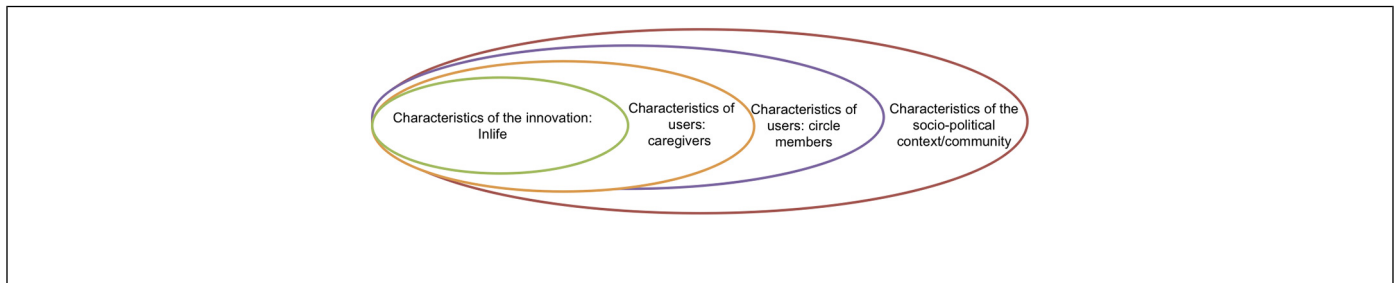 Characteristics of the innovation:
Inlife
Characteristics of
users:
caregivers
Characteristics of
users: circle
members
Characteristics of the
socio-political
context/community